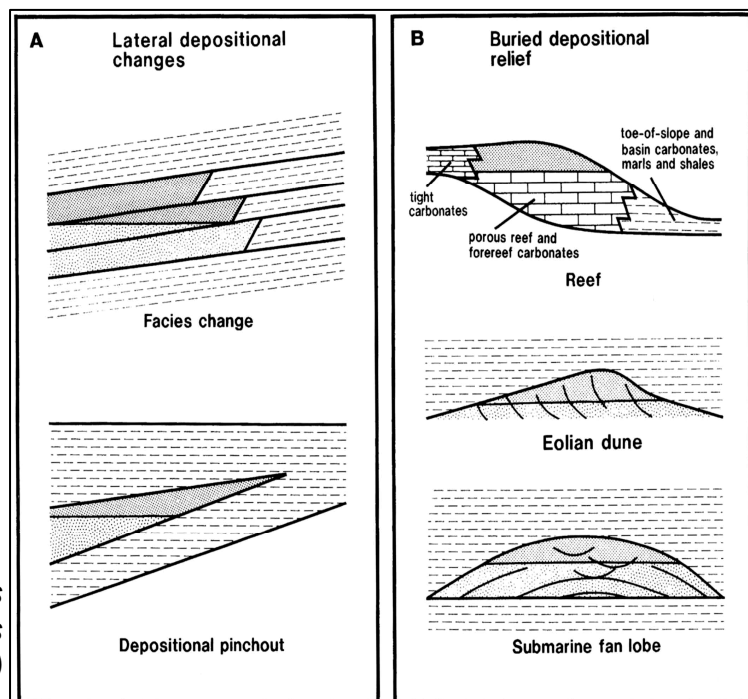 A
Lateral depositional
changes
Facies change
Depositional pinchout
B
Buried depositional
relief
toe-of-slope and
basin carbonates,
marls and shales
tight
carbonates
porous reef and
forereef carbonates
Reef
Eolian dune
Submarine fan lobe